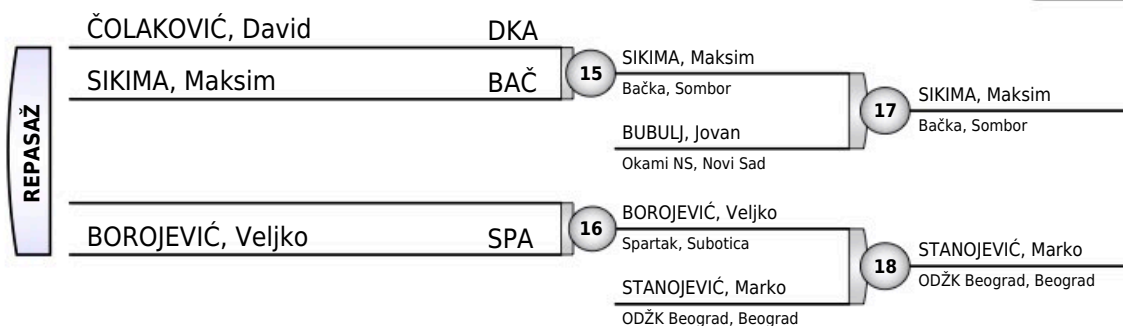 REPASAŽ
ČOLAKOVIĆ, David DKA
SIKIMA, Maksim BAČ
15
SIKIMA, Maksim
Bačka, Sombor
BUBULJ, Jovan
Okami NS, Novi Sad
17
SIKIMA, Maksim
Bačka, Sombor
BOROJEVIĆ, Veljko SPA
16
BOROJEVIĆ, Veljko
Spartak, Subotica
STANOJEVIĆ, Marko
ODŽK Beograd, Beograd
18
STANOJEVIĆ, Marko
ODŽK Beograd, Beograd